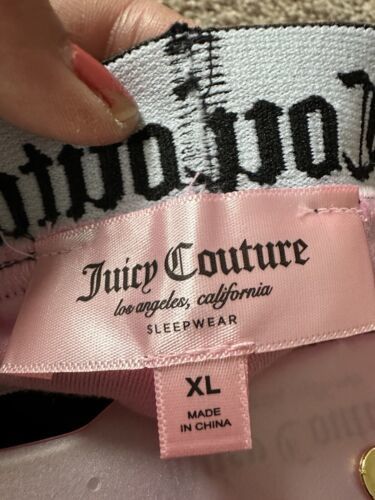 Juicy Couture
los angeles, california
SLEEPWEAR
XL
MADE
IN CHINA